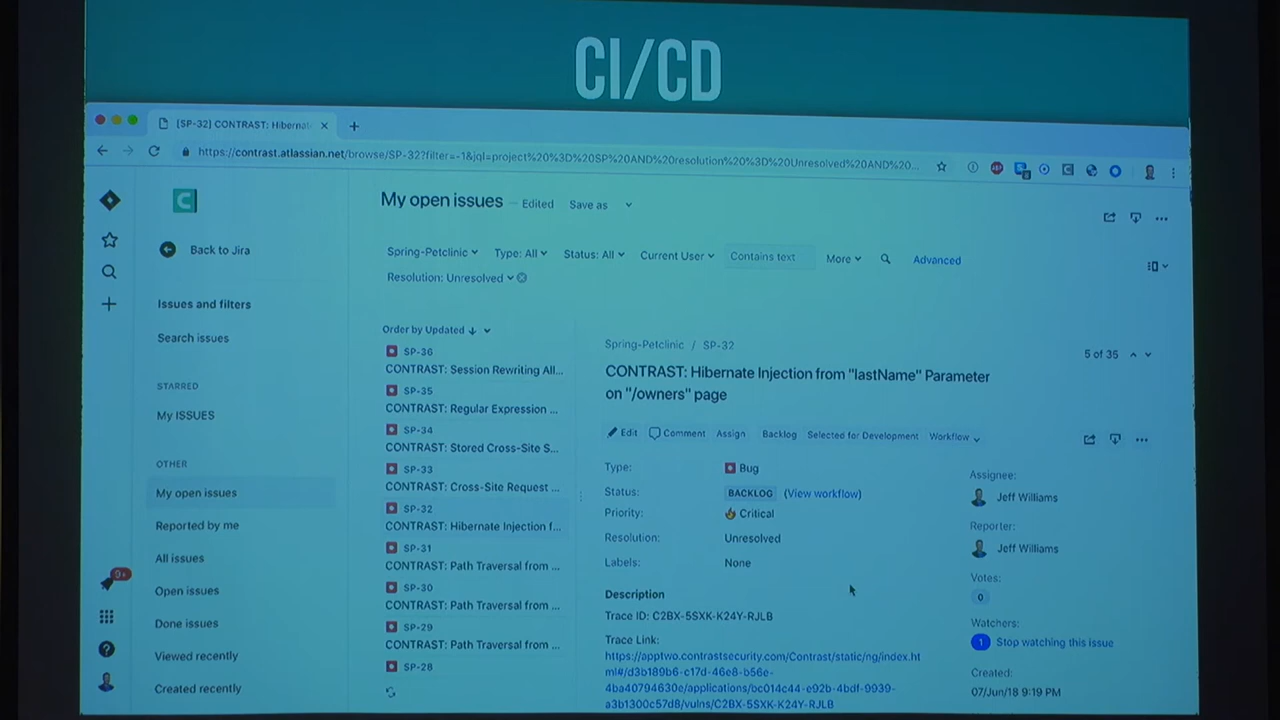 CI/CD
[SP-32] CONTRAST: Hibernat
https://contrast.atlassian.net/browse/SP-32?filter=-1&jql=project%20%3D%20SP%20AND%20resolution%20%3D%20Unresolved%20AND%20...
My open issues
Edited
Save as
Back to Jira
Spring-Petclinic
Type: All
Status: All
Current User
Contains text
More
Advanced
Resolution: Unresolved
Issues and filters
Search issues
STARRED
My ISSUES
OTHER
My open issues
Reported by me
All issues
Open issues
Done issues
Viewed recently
Created recently
9+
Order by Updated
SP-36
CONTRAST: Session Rewriting All...
SP-35
CONTRAST: Regular Expression ...
SP-34
CONTRAST: Stored Cross-Site S...
SP-33
CONTRAST: Cross-Site Request ...
SP-32
CONTRAST: Hibernate Injection f...
SP-31
CONTRAST: Path Traversal from ...
SP-30
CONTRAST: Path Traversal from ...
SP-29
CONTRAST: Path Traversal from ...
SP-28
Spring-Petclinic / SP-32
5 of 35
CONTRAST: Hibernate Injection from "lastName" Parameter
on "/owners" page
Edit
Comment
Assign
Backlog
Selected for Development
Workflow
Type: Bug
Status: BACKLOG (View workflow)
Priority: Critical
Resolution: Unresolved
Labels: None
Description
Trace ID: C2BX-5SXK-K24Y-RJLB
Trace Link:
https://apptwo.contrastsecurity.com/Contrast/static/ng/index.ht
ml#/d3b189b6-c17d-46e8-b56e-
4ba40794630e/applications/bc014c44-e92b-4bdf-9939-
a3b1300c57d8/vulns/C2BX-5SXK-K24Y-RJLB
Assignee:
Jeff Williams
Reporter:
Jeff Williams
Votes:
0
Watchers:
1 Stop watching this issue
Created:
07/Jun/18 9:19 PM